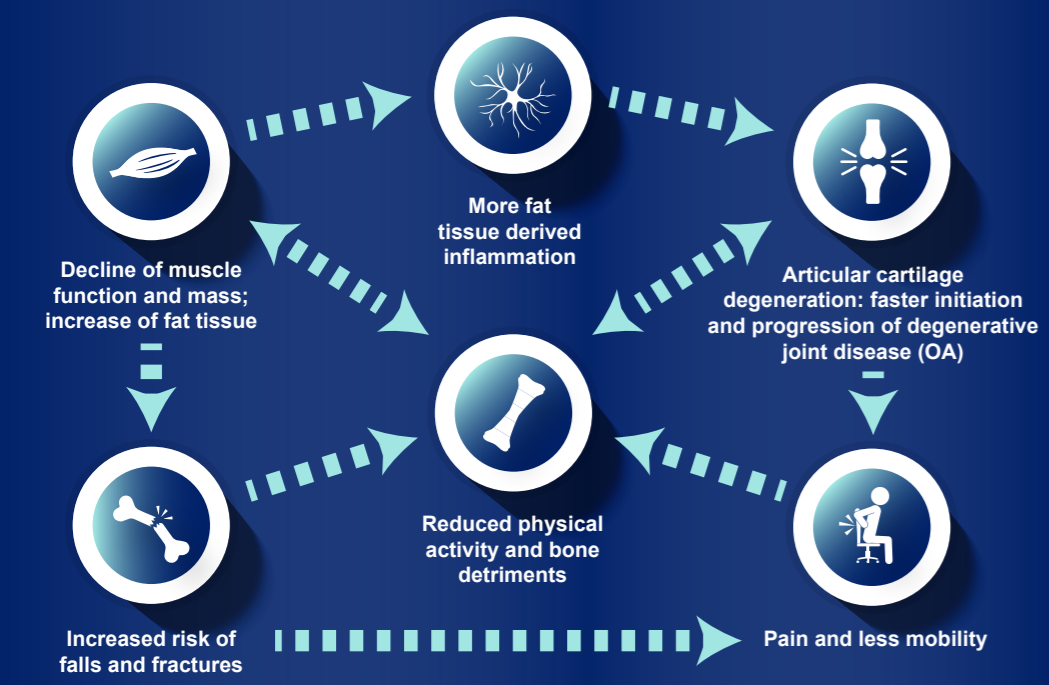 More fat
tissue derived
inflammation
Decline of muscle
function and mass;
increase of fat tissue
Articular cartilage
degeneration: faster initiation
and progression of degenerative
joint disease (OA)
Reduced physical
activity and bone
detriments
Increased risk of
falls and fractures
Pain and less mobility